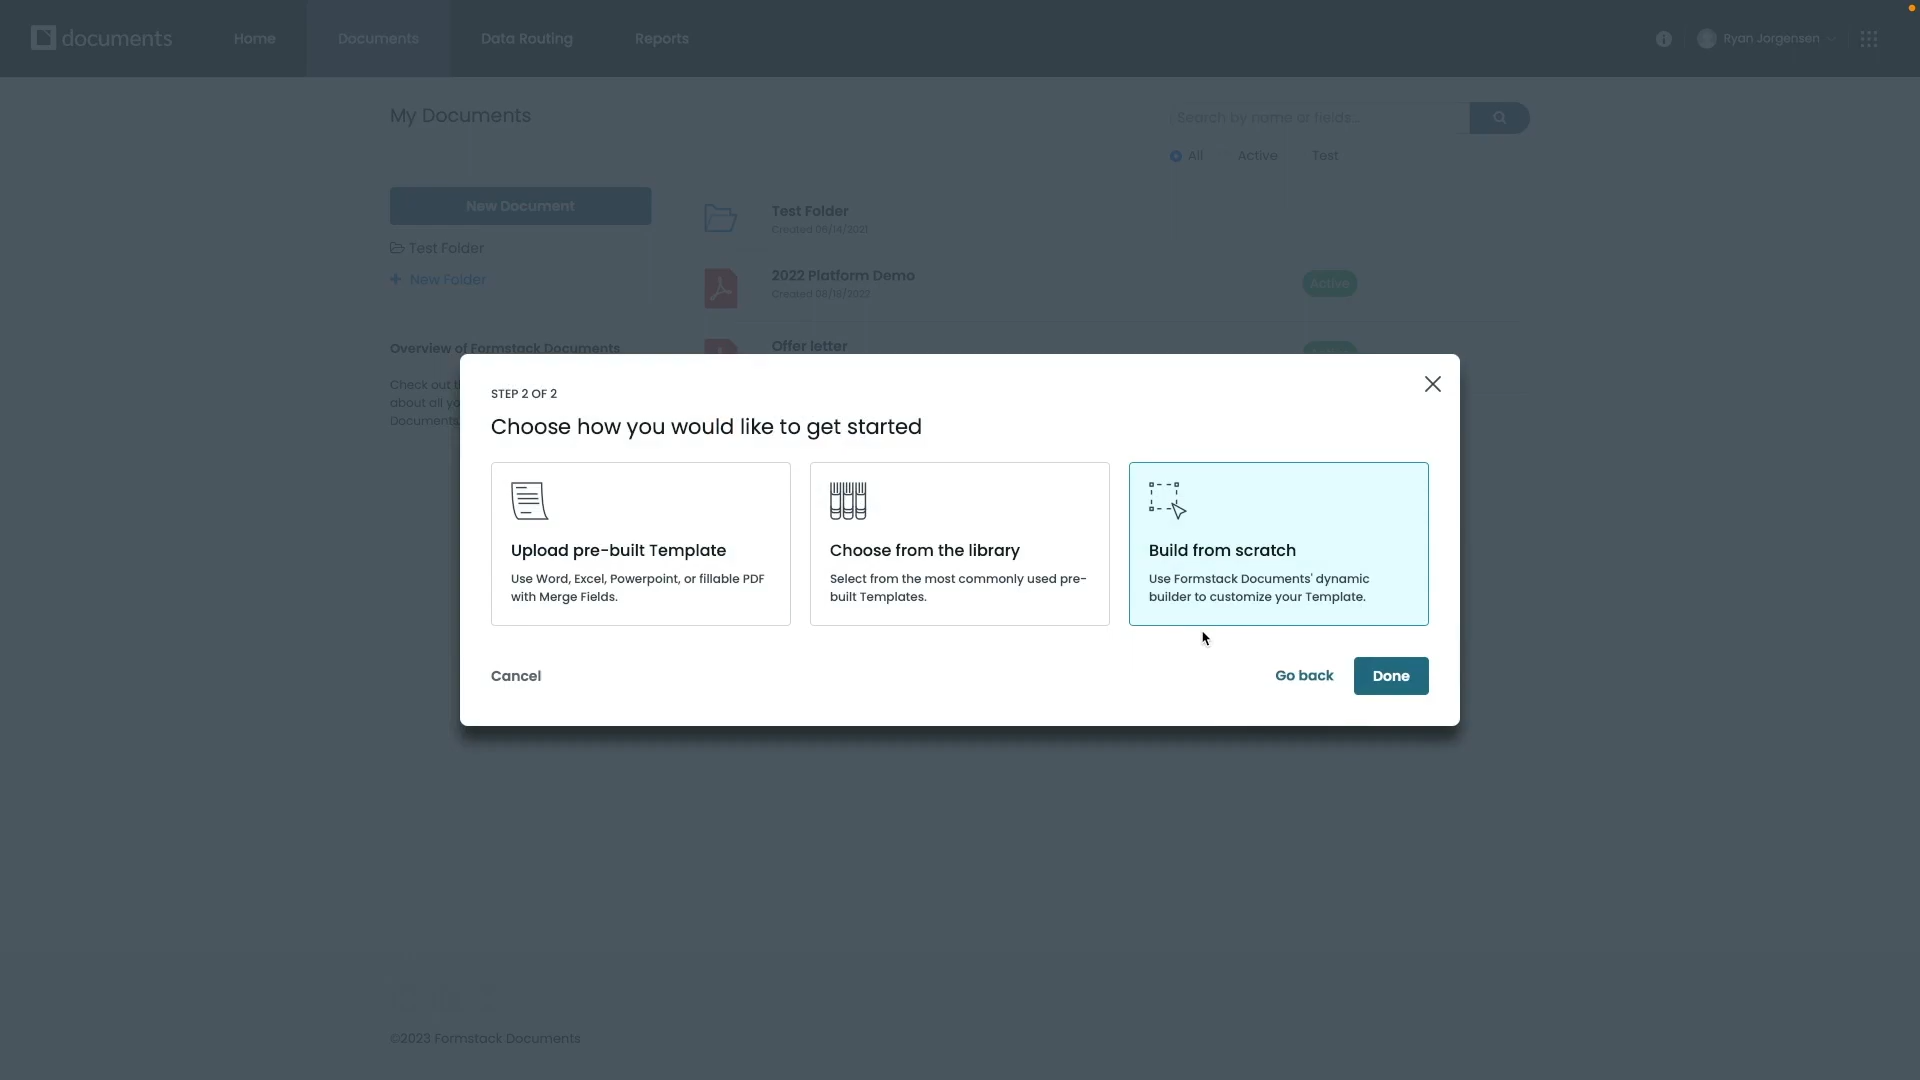 documents
Home
Documents
Data Routing
Reports
Ryan Jorgensen
My Documents
Search by name or fields...
All
Active
Test
New Document
Test Folder
New Folder
Test Folder
Created 06/14/2021
2022 Platform Demo
Created 08/19/2022
Active
Offer letter
Overview of Formstack Documents
Check out
about all
Documents
STEP 2 OF 2
Choose how you would like to get started
Upload pre-built Template
Use Word, Excel, Powerpoint, or fillable PDF
with Merge Fields.
Choose from the library
Select from the most commonly used pre-
built Templates.
Build from scratch
Use Formstack Documents' dynamic
builder to customize your Template.
Cancel
Go back
Done
©2023 Formstack Documents